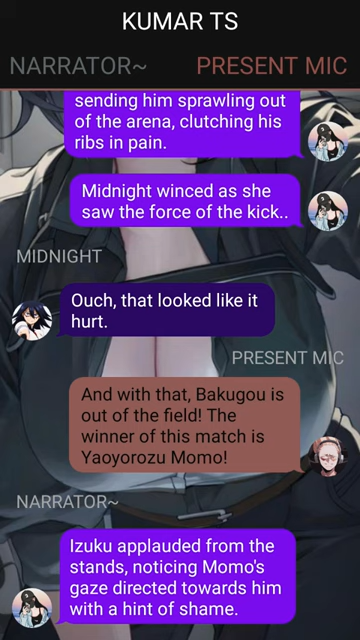 KUMAR TS
NARRATOR~
PRESENT MIC
sending him sprawling out
of the arena, clutching his
ribs in pain.
Midnight winced as she
saw the force of the kick..
MIDNIGHT
Ouch, that looked like it
hurt.
PRESENT MIC
And with that, Bakugou is
out of the field! The
winner of this match is
Yaoyorozu Momo!
NARRATOR~
Izuku applauded from the
stands, noticing Momo's
gaze directed towards him
with a hint of shame.